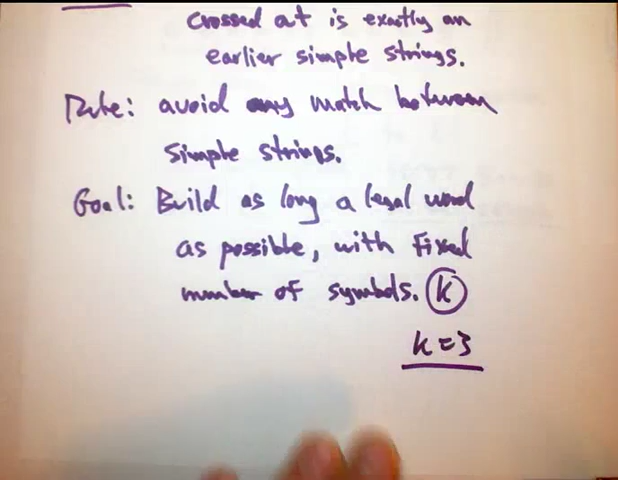 crossed at is exactly an
earlier simple strings.
Rule: avoid any match between
simple strings.
Goal: Build as long a legal word
as possible, with fixed
number of symbols. k
k=3